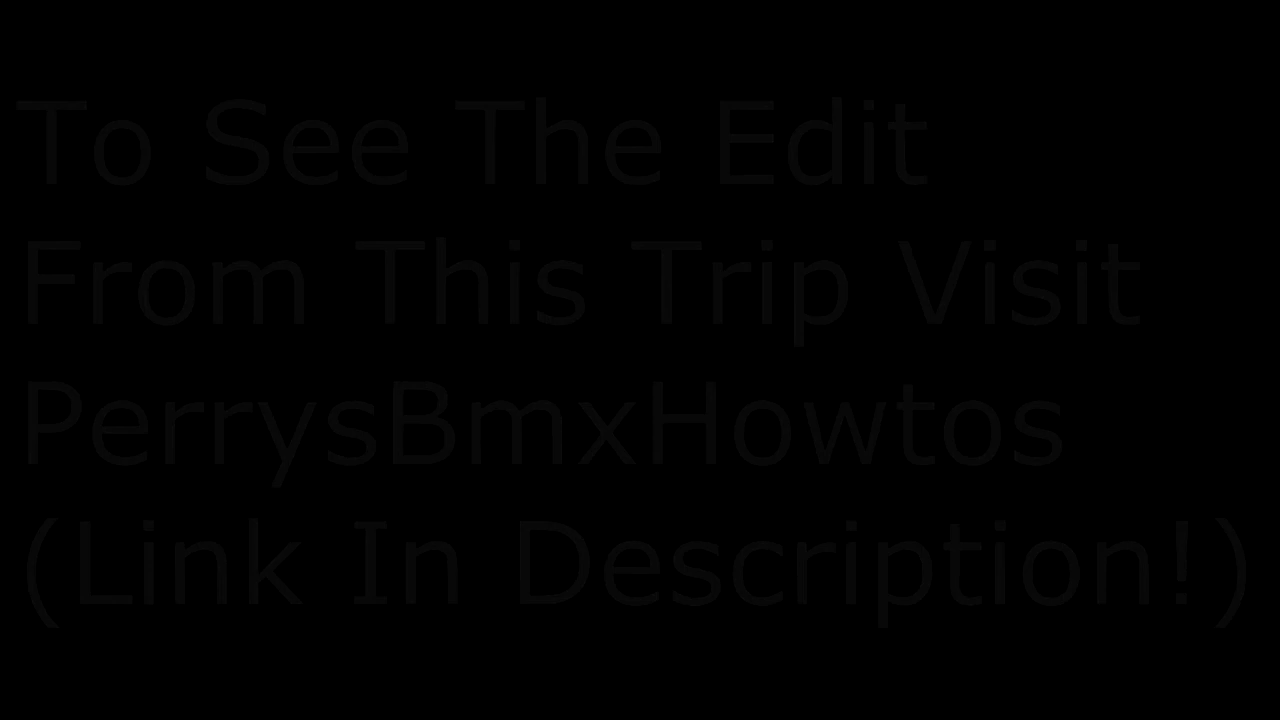 To See The Edit
From This Trip Visit
PerrysBmxHowtos
(Link In Description!)